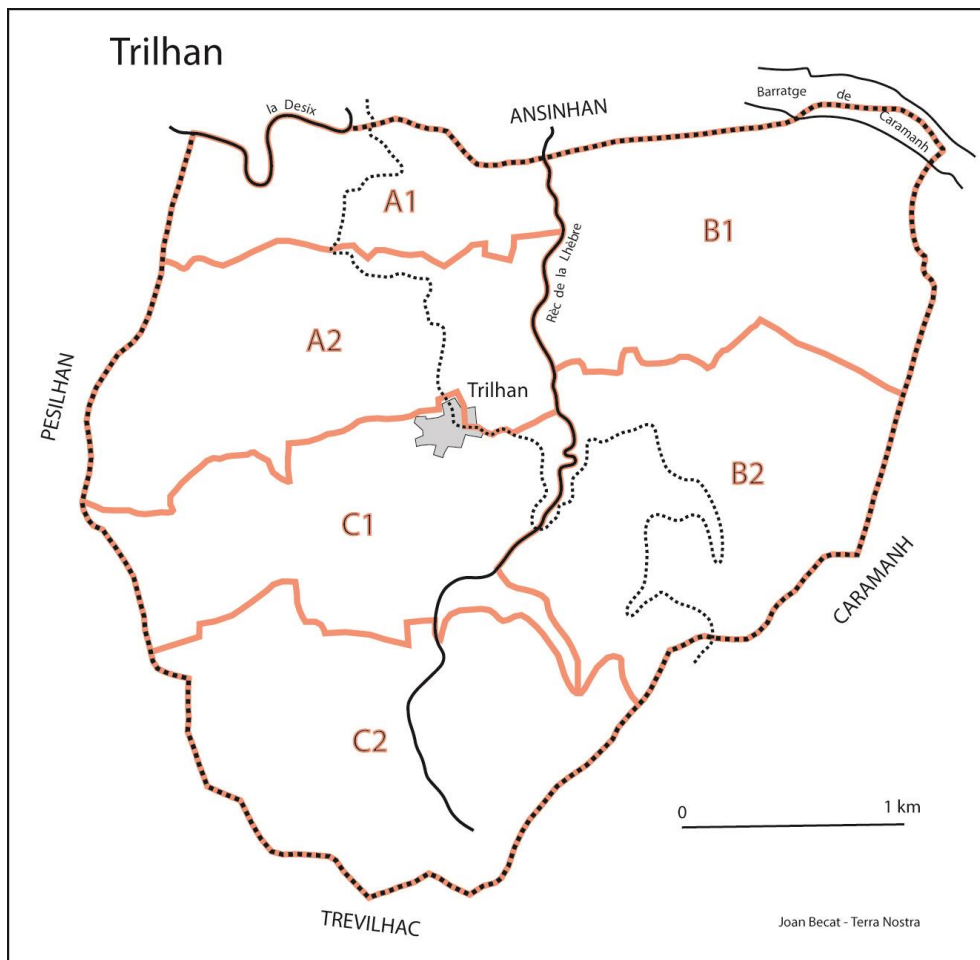 Trilhan
la Desix
ANSINHAN
Barratge de
Caramanh
A1
B1
Rèc de la Lhèbre
A2
PESILHAN
Trilhan
B2
C1
CARAMANH
C2
0 1 km
TREVILHAC
Joan Becat - Terra Nostra